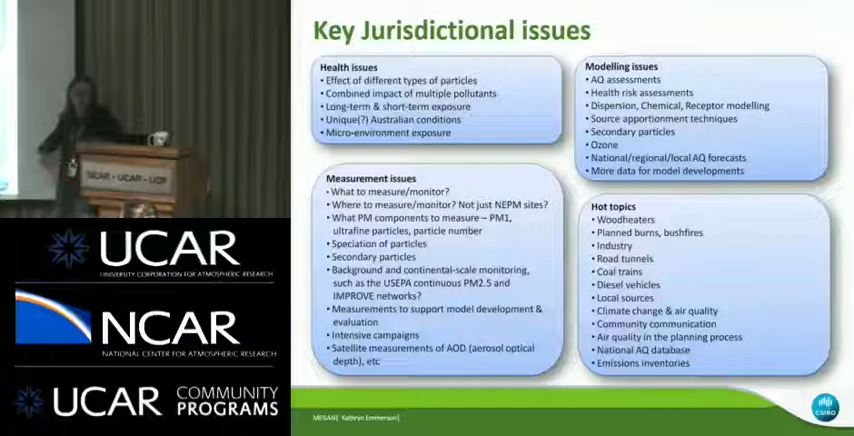 Key Jurisdictional issues
Health issues
• Effect of different types of particles
• Combined impact of multiple pollutants
• Long-term & short-term exposure
• Unique(?) Australian conditions
• Micro-environment exposure
Measurement issues
• What to measure/monitor?
• Where to measure/monitor? Not just NEPM sites?
• What PM components to measure – PM1,
ultrafine particles, particle number
• Speciation of particles
• Secondary particles
• Background and continental-scale monitoring,
such as the USEPA continuous PM2.5 and
IMPROVE networks?
• Measurements to support model development &
evaluation
• Intensive campaigns
• Satellite measurements of AOD (aerosol optical
depth), etc
Modelling issues
• AQ assessments
• Health risk assessments
• Dispersion, Chemical, Receptor modelling
• Source apportionment techniques
• Secondary particles
• Ozone
• National/regional/local AQ forecasts
• More data for model developments
Hot topics
• Woodheaters
• Planned burns, bushfires
• Industry
• Road tunnels
• Coal trains
• Diesel vehicles
• Local sources
• Climate change & air quality
• Community communication
• Air quality in the planning process
• National AQ database
• Emissions inventories
MEGAN | Kathryn Emmerson |
CSIRO
NCAR - UCAR - UCP
UCAR
UNIVERSITY CORPORATION FOR ATMOSPHERIC RESEARCH
NCAR
NATIONAL CENTER FOR ATMOSPHERIC RESEARCH
UCAR COMMUNITY
PROGRAMS